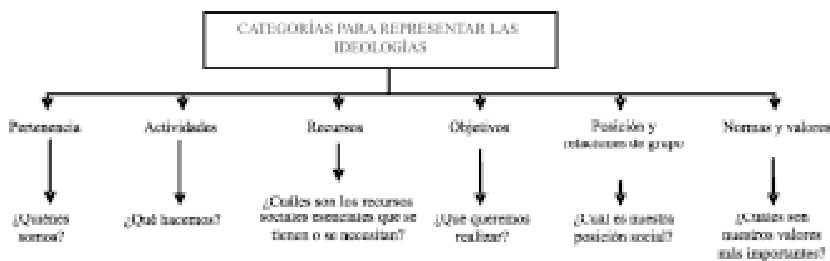 CATEGORÍAS PARA REPRESENTAR LAS
IDEOLOGÍAS
Pertenencia
Actividades
Recursos
Objetivos
Posición y
relaciones de grupo
Normas y valores
¿Quiénes
somos?
¿Qué hacemos?
¿Cuáles son los recursos
sociales esenciales que se
tienen o se necesitan?
¿Qué queremos
realizar?
¿Cuál es nuestra
posición social?
¿Cuáles son
nuestros valores
más importantes?